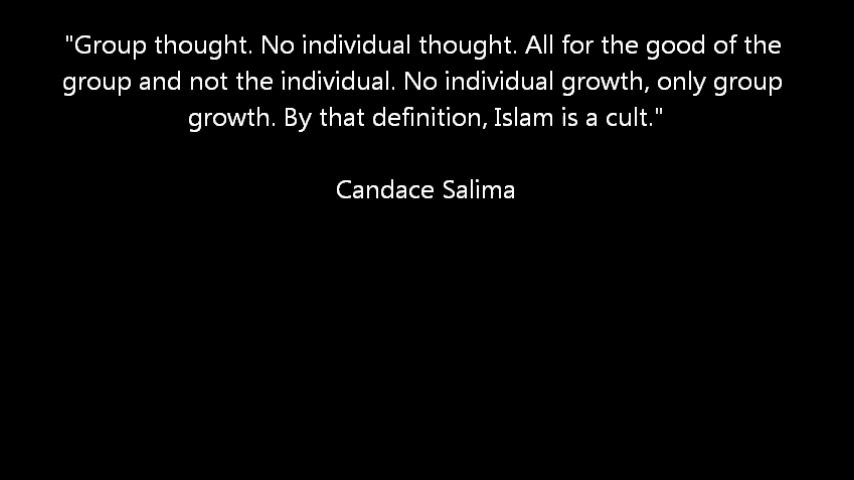 "Group thought. No individual thought. All for the good of the
group and not the individual. No individual growth, only group
growth. By that definition, Islam is a cult."
Candace Salima